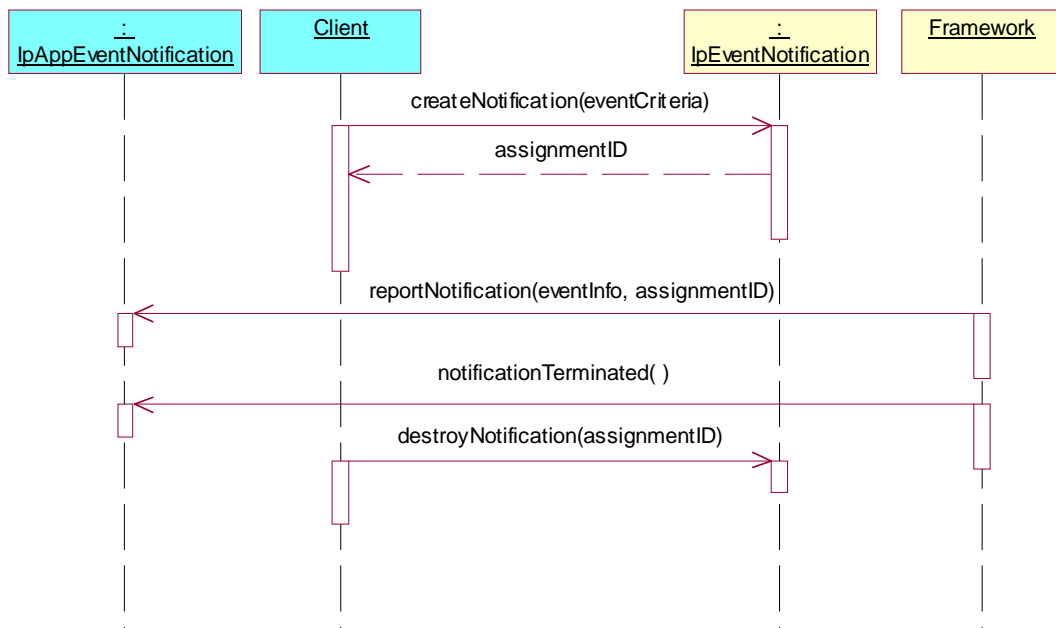 :
IpAppEventNotification
Client
:
IpEventNotification
Framework
createNotification(eventCriteria)
assignmentID
reportNotification(eventInfo, assignmentID)
notificationTerminated( )
destroyNotification(assignmentID)